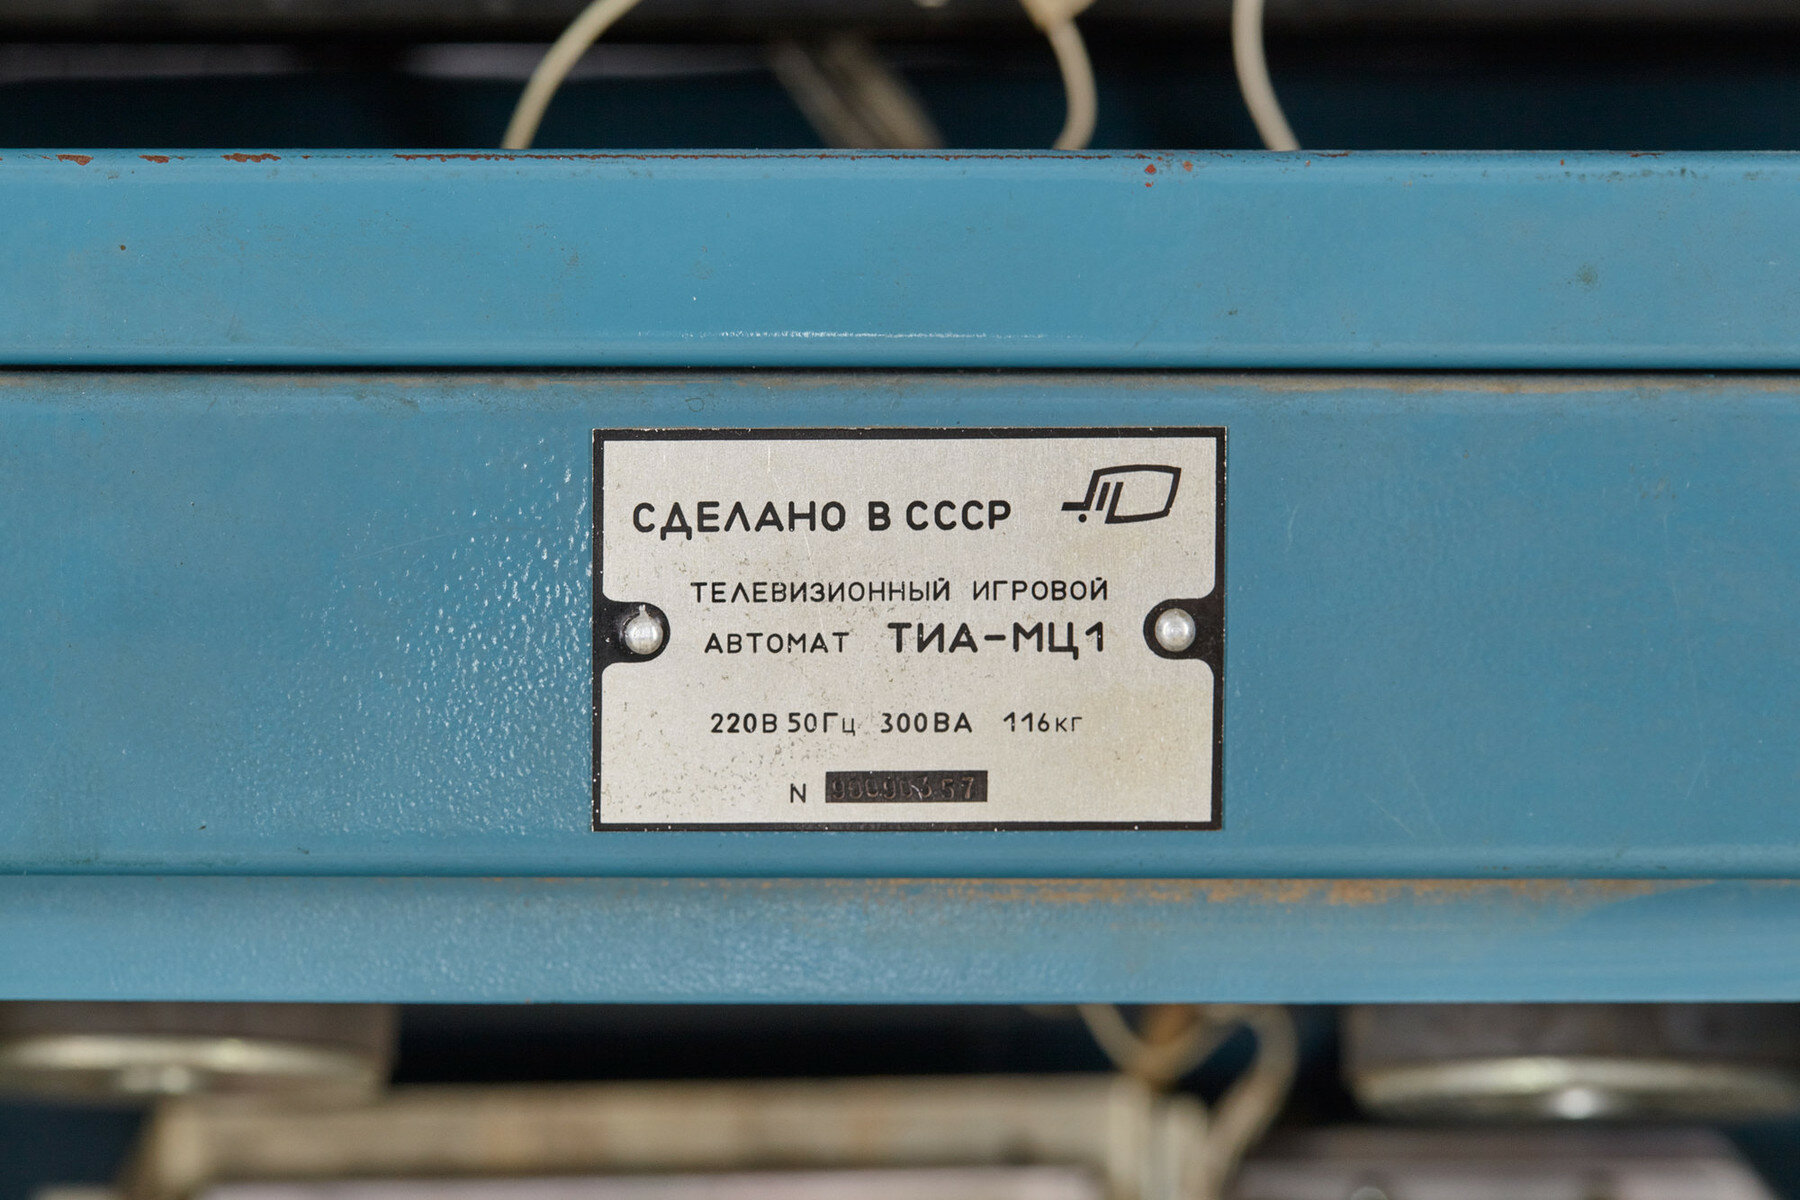 СДЕЛАНО В СССР
ТЕЛЕВИЗИОННЫЙ ИГРОВОЙ
АВТОМАТ ТИА-МЦ1
220В 50Гц 300ВА 116кг
N